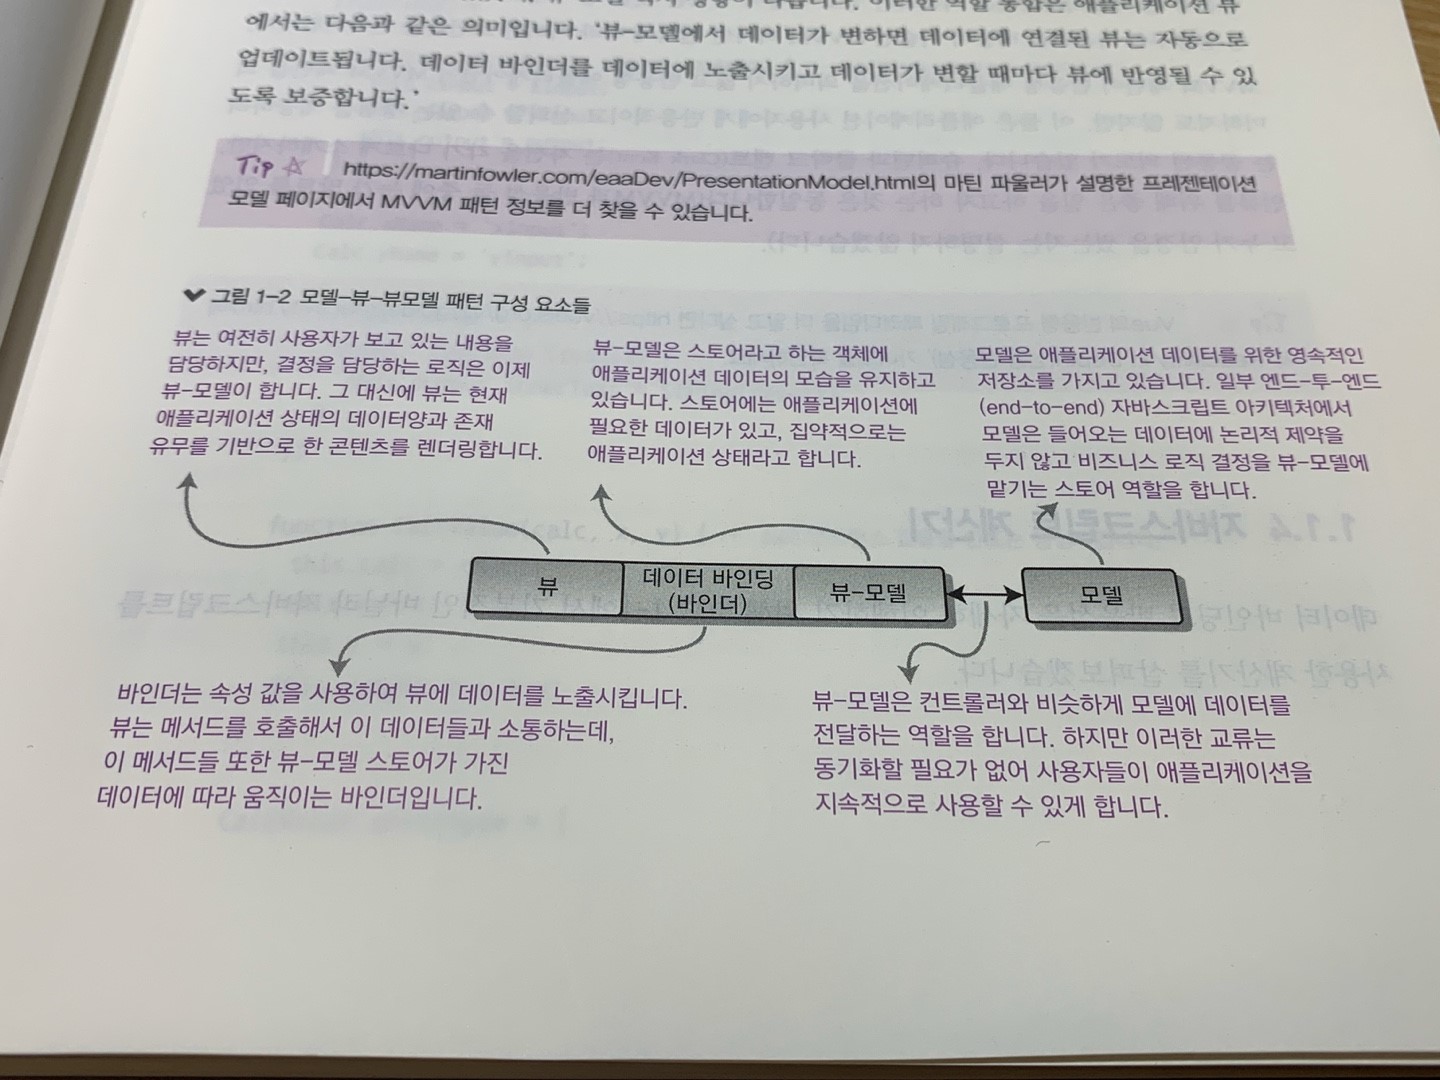 에서는 다음과 같은 의미입니다. '뷰-모델에서 데이터가 변하면 데이터에 연결된 뷰는 자동으로
업데이트됩니다. 데이터 바인더를 데이터에 노출시키고 데이터가 변할 때마다 뷰에 반영될 수 있
도록 보증합니다.'
Tip ☆ https://martinfowler.com/eaaDev/PresentationModel.html의 마틴 파울러가 설명한 프레젠테이션
모델 페이지에서 MVVM 패턴 정보를 더 찾을 수 있습니다.
그림 1-2 모델-뷰-뷰모델 패턴 구성 요소들
뷰는 여전히 사용자가 보고 있는 내용을
담당하지만, 결정을 담당하는 로직은 이제
뷰-모델이 합니다. 그 대신에 뷰는 현재
애플리케이션 상태의 데이터양과 존재
유무를 기반으로 한 콘텐츠를 렌더링합니다.
뷰-모델은 스토어라고 하는 객체에
애플리케이션 데이터의 모습을 유지하고
있습니다. 스토어에는 애플리케이션에
필요한 데이터가 있고, 집약적으로는
애플리케이션 상태라고 합니다.
모델은 애플리케이션 데이터를 위한 영속적인
저장소를 가지고 있습니다. 일부 엔드-투-엔드
(end-to-end) 자바스크립트 아키텍처에서
모델은 들어오는 데이터에 논리적 제약을
두지 않고 비즈니스 로직 결정을 뷰-모델에
맡기는 스토어 역할을 합니다.
뷰
데이터 바인딩
(바인더)
뷰-모델
모델
바인더는 속성 값을 사용하여 뷰에 데이터를 노출시킵니다.
뷰는 메서드를 호출해서 이 데이터들과 소통하는데,
이 메서드들 또한 뷰-모델 스토어가 가진
데이터에 따라 움직이는 바인더입니다.
뷰-모델은 컨트롤러와 비슷하게 모델에 데이터를
전달하는 역할을 합니다. 하지만 이러한 교류는
동기화할 필요가 없어 사용자들이 애플리케이션을
지속적으로 사용할 수 있게 합니다.